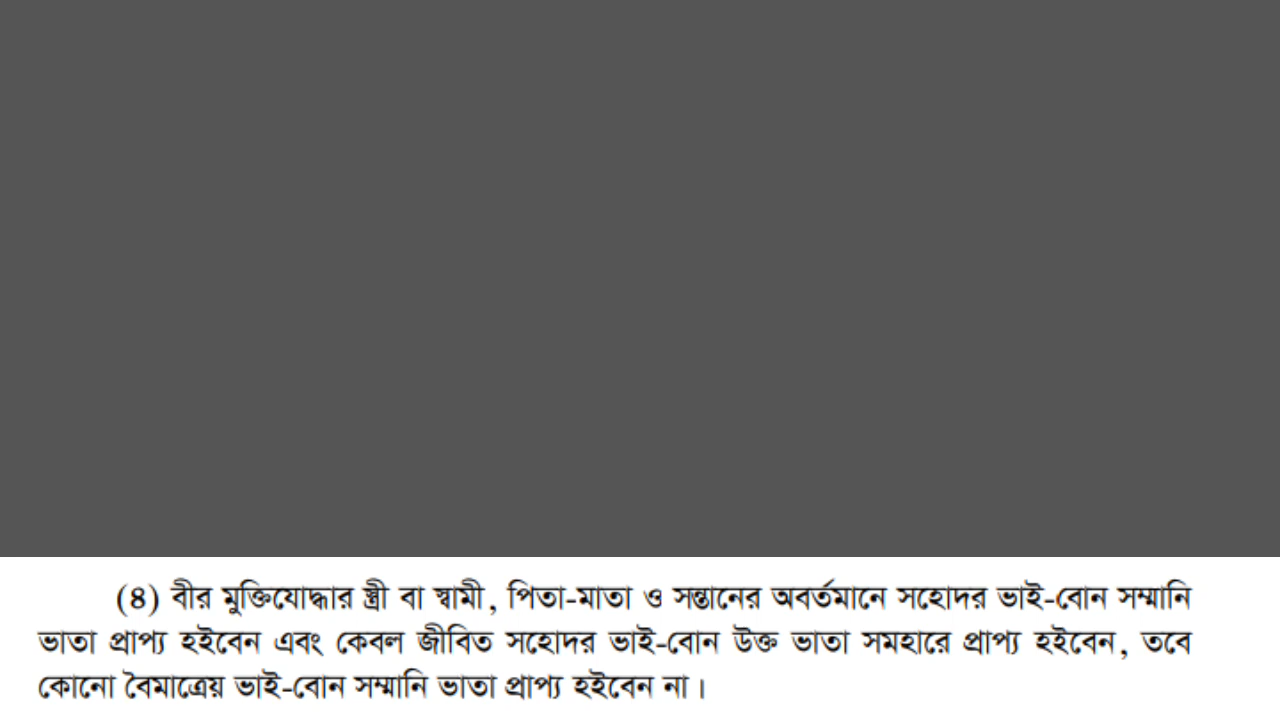 (৪) বীর মুক্তিযোদ্ধার স্ত্রী বা স্বামী, পিতা-মাতা ও সন্তানের অবর্তমানে সহোদর ভাই-বোন সম্মানি
ভাতা প্রাপ্য হইবেন এবং কেবল জীবিত সহোদর ভাই-বোন উক্ত ভাতা সমহারে প্রাপ্য হইবেন, তবে
কোনো বৈমাত্রেয় ভাই-বোন সম্মানি ভাতা প্রাপ্য হইবেন না।